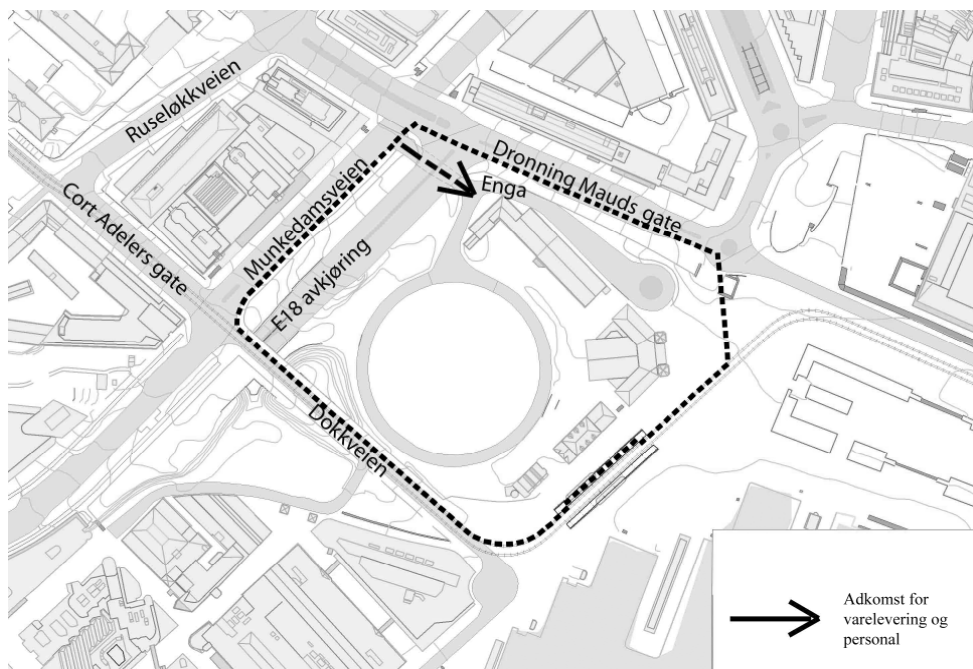 Ruseløkkveien
Cort Adelers gate
Munkedamsveien
E18 avkjøring
Enga
Dronning Mauds gate
Dokkveien
Adkomst for
varelevering og
personal